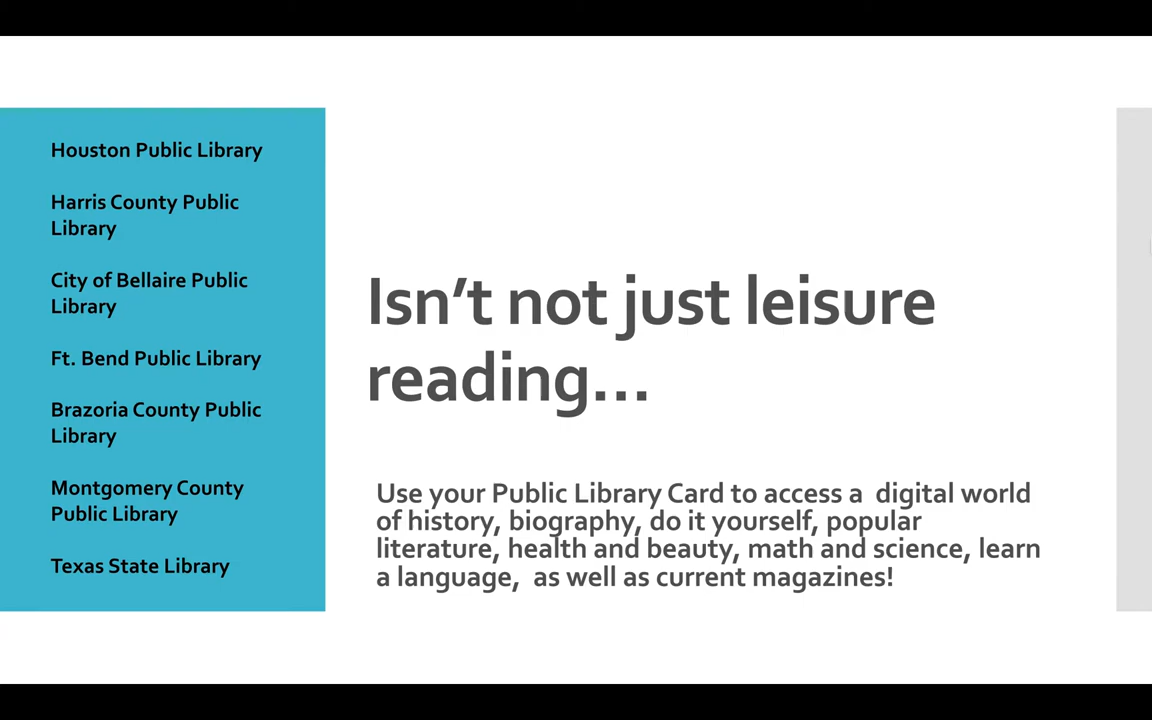 Houston Public Library
Harris County Public
Library
City of Bellaire Public
Library
Ft. Bend Public Library
Brazoria County Public
Library
Montgomery County
Public Library
Texas State Library
Isn’t not just leisure
reading…
Use your Public Library Card to access a  digital world
of history, biography, do it yourself, popular
literature, health and beauty, math and science, learn
a language,  as well as current magazines!